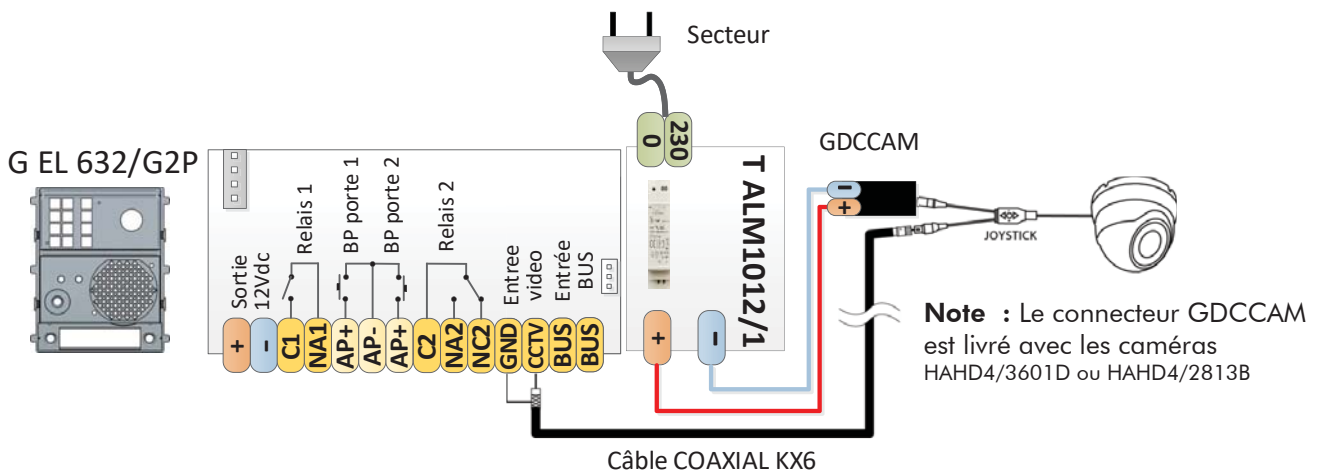 Secteur
G EL 632/G2P
0
230
GDCCAM
T ALM1012/1
-
+
JOYSTICK
Sortie
12Vdc
Relais 1
BP porte 1
BP porte 2
Relais 2
Entree
video
Entrée
BUS
+
-
C1
NA1
AP+
AP-
AP+
C2
NA2
NC2
GND
CCTV
BUS
BUS
+
-
Note : Le connecteur GDCCAM
est livré avec les caméras
HAHD4/3601D ou HAHD4/2813B
Câble COAXIAL KX6